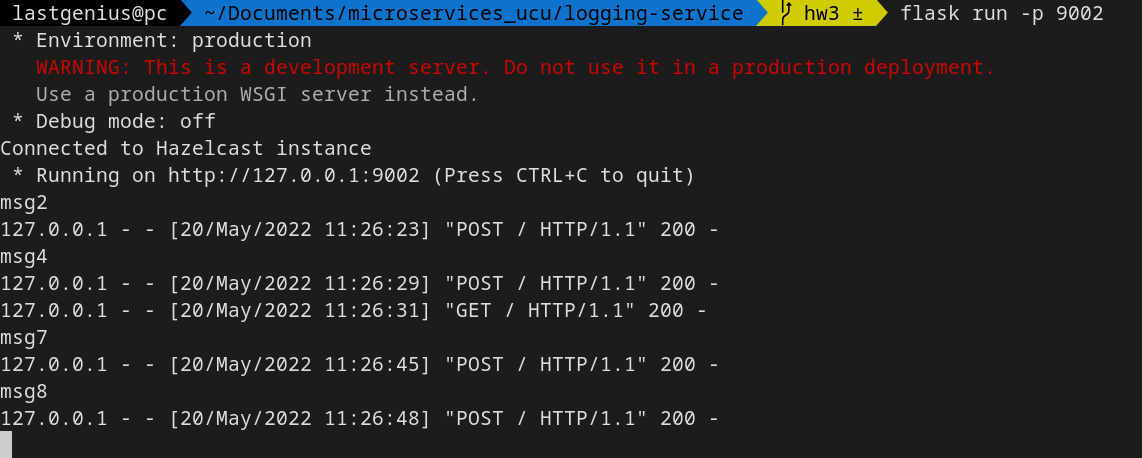 lastgenius@pc ~/Documents/microservices_ucu/logging-service hw3 ± flask run -p 9002
* Environment: production
WARNING: This is a development server. Do not use it in a production deployment.
Use a production WSGI server instead.
* Debug mode: off
Connected to Hazelcast instance
* Running on http://127.0.0.1:9002 (Press CTRL+C to quit)
msg2
127.0.0.1 - - [20/May/2022 11:26:23] "POST / HTTP/1.1" 200 -
msg4
127.0.0.1 - - [20/May/2022 11:26:29] "POST / HTTP/1.1" 200 -
127.0.0.1 - - [20/May/2022 11:26:31] "GET / HTTP/1.1" 200 -
msg7
127.0.0.1 - - [20/May/2022 11:26:45] "POST / HTTP/1.1" 200 -
msg8
127.0.0.1 - - [20/May/2022 11:26:48] "POST / HTTP/1.1" 200 -